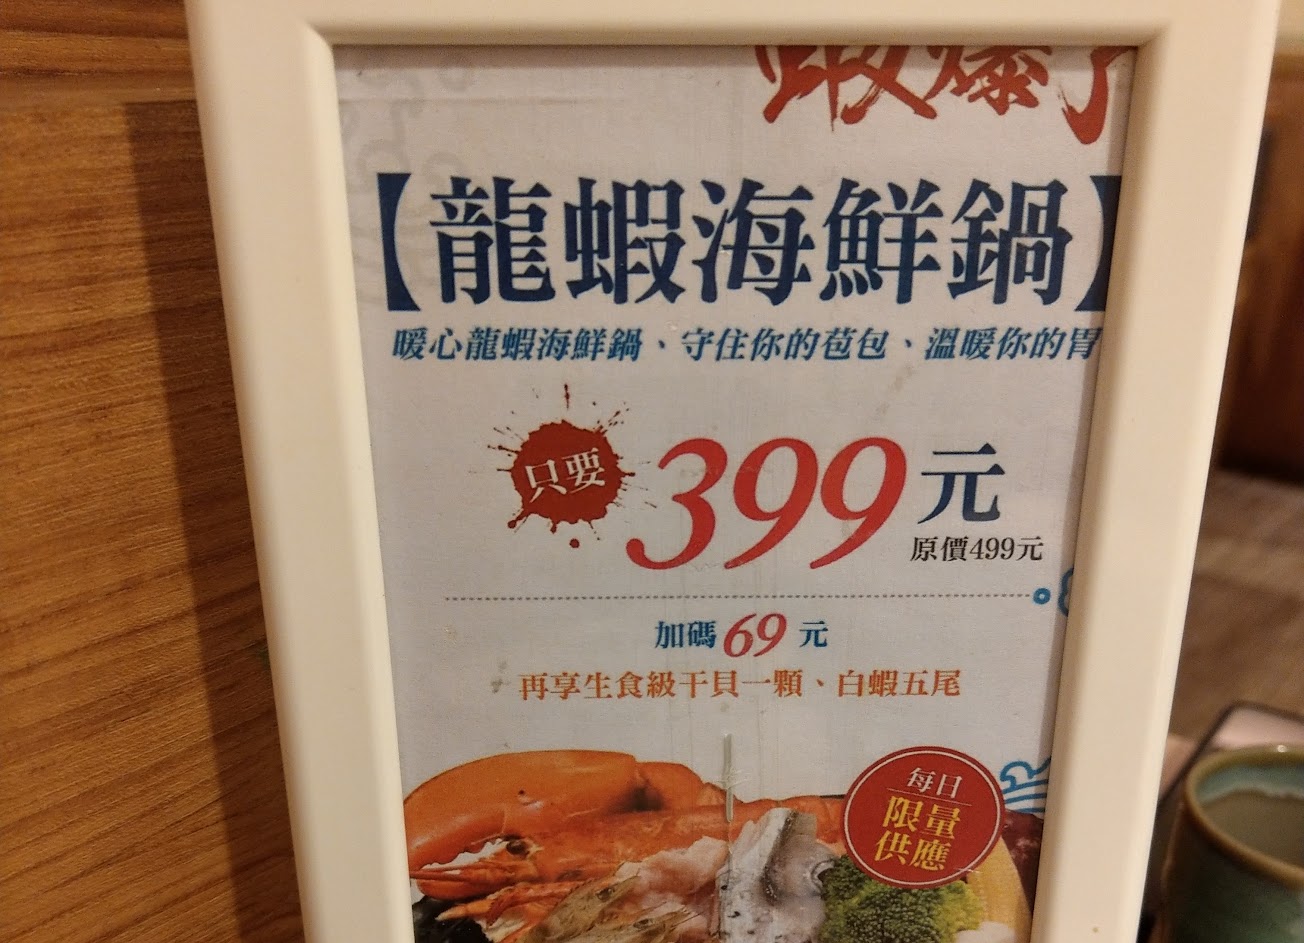 蝦爆了
【龍蝦海鮮鍋】
暖心龍蝦海鮮鍋、守住你的荷包、溫暖你的胃
只要
399元
原價499元
加碼69元
再享生食級干貝一顆、白蝦五尾
每日
限量
供應